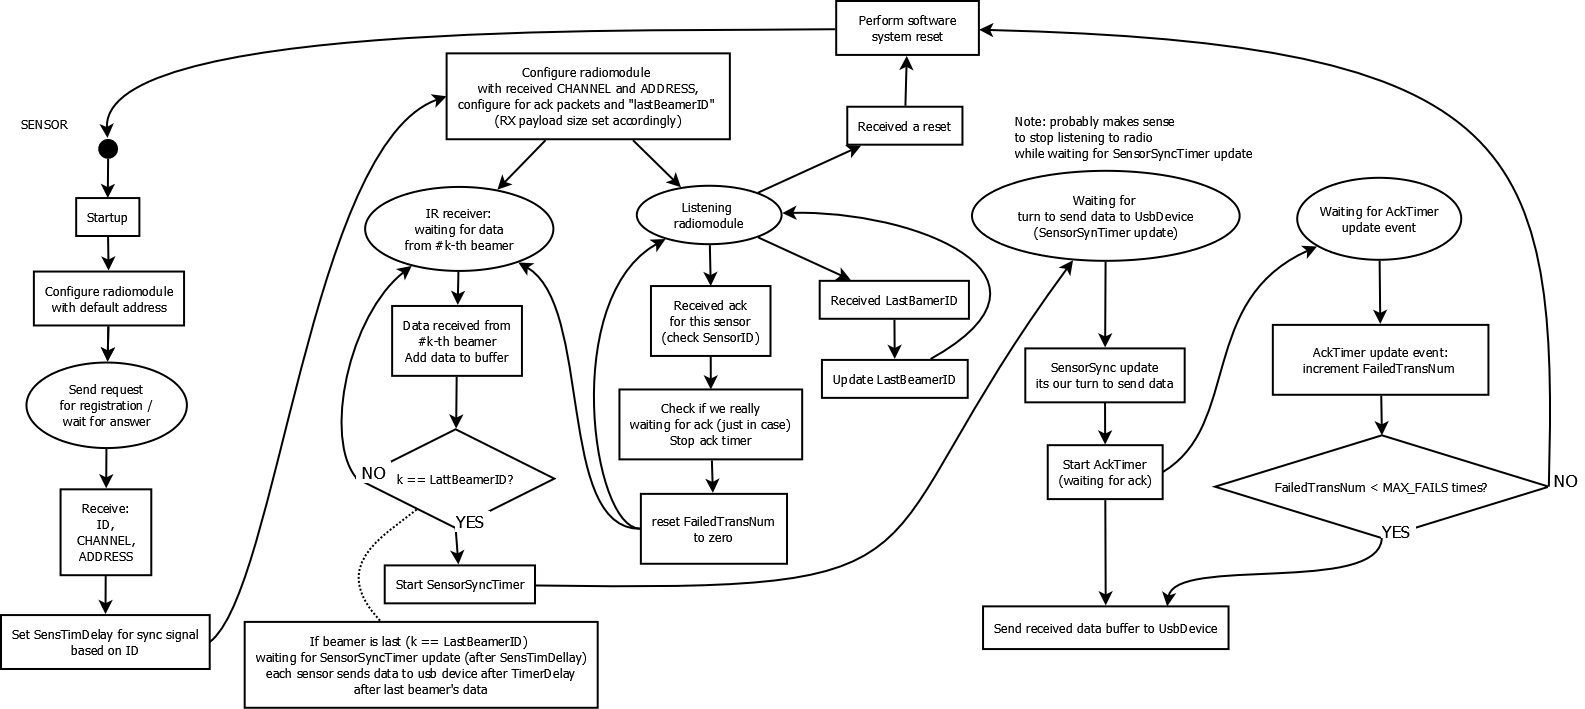 Perform software
system reset
Configure radiomodule
with received CHANNEL and ADDRESS,
configure for ack packets and "lastBeamerID"
(RX payload size set accordingly)
SENSOR
Received a reset
Note: probably makes sense
to stop listening to radio
while waiting for SensorSyncTimer update
Startup
IR receiver:
waiting for data
from #k-th beamer
Listening
radiomodule
Waiting for
turn to send data to UsbDevice
(SensorSynTimer update)
Waiting for AckTimer
update event
Configure radiomodule
with default address
Data received from
#k-th beamer
Add data to buffer
Received ack
for this sensor
(check SensorID)
Received LastBamerID
Update LastBeamerID
SensorSync update
its our turn to send data
AckTimer update event:
increment FailedTransNum
Send request
for registration /
wait for answer
Check if we really
waiting for ack (just in case)
Stop ack timer
NO
k == LattBeamerID?
YES
Start AckTimer
(waiting for ack)
FailedTransNum < MAX_FAILS times?
NO
YES
Receive:
ID,
CHANNEL,
ADDRESS
reset FailedTransNum
to zero
Start SensorSyncTimer
Set SensTimDelay for sync signal
based on ID
If beamer is last (k == LastBeamerID)
waiting for SensorSyncTimer update (after SensTimDellay)
each sensor sends data to usb device after TimerDelay
after last beamer's data
Send received data buffer to UsbDevice